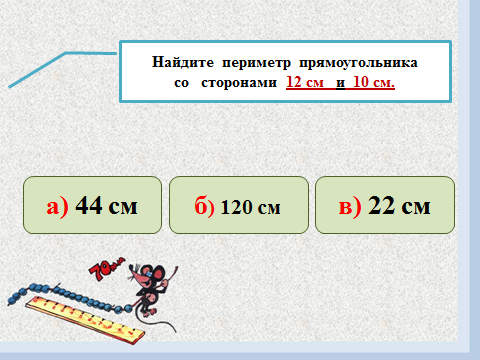 Найдите периметр прямоугольника
со сторонами 12 см и 10 см.
а) 44 см
б) 120 см
в) 22 см